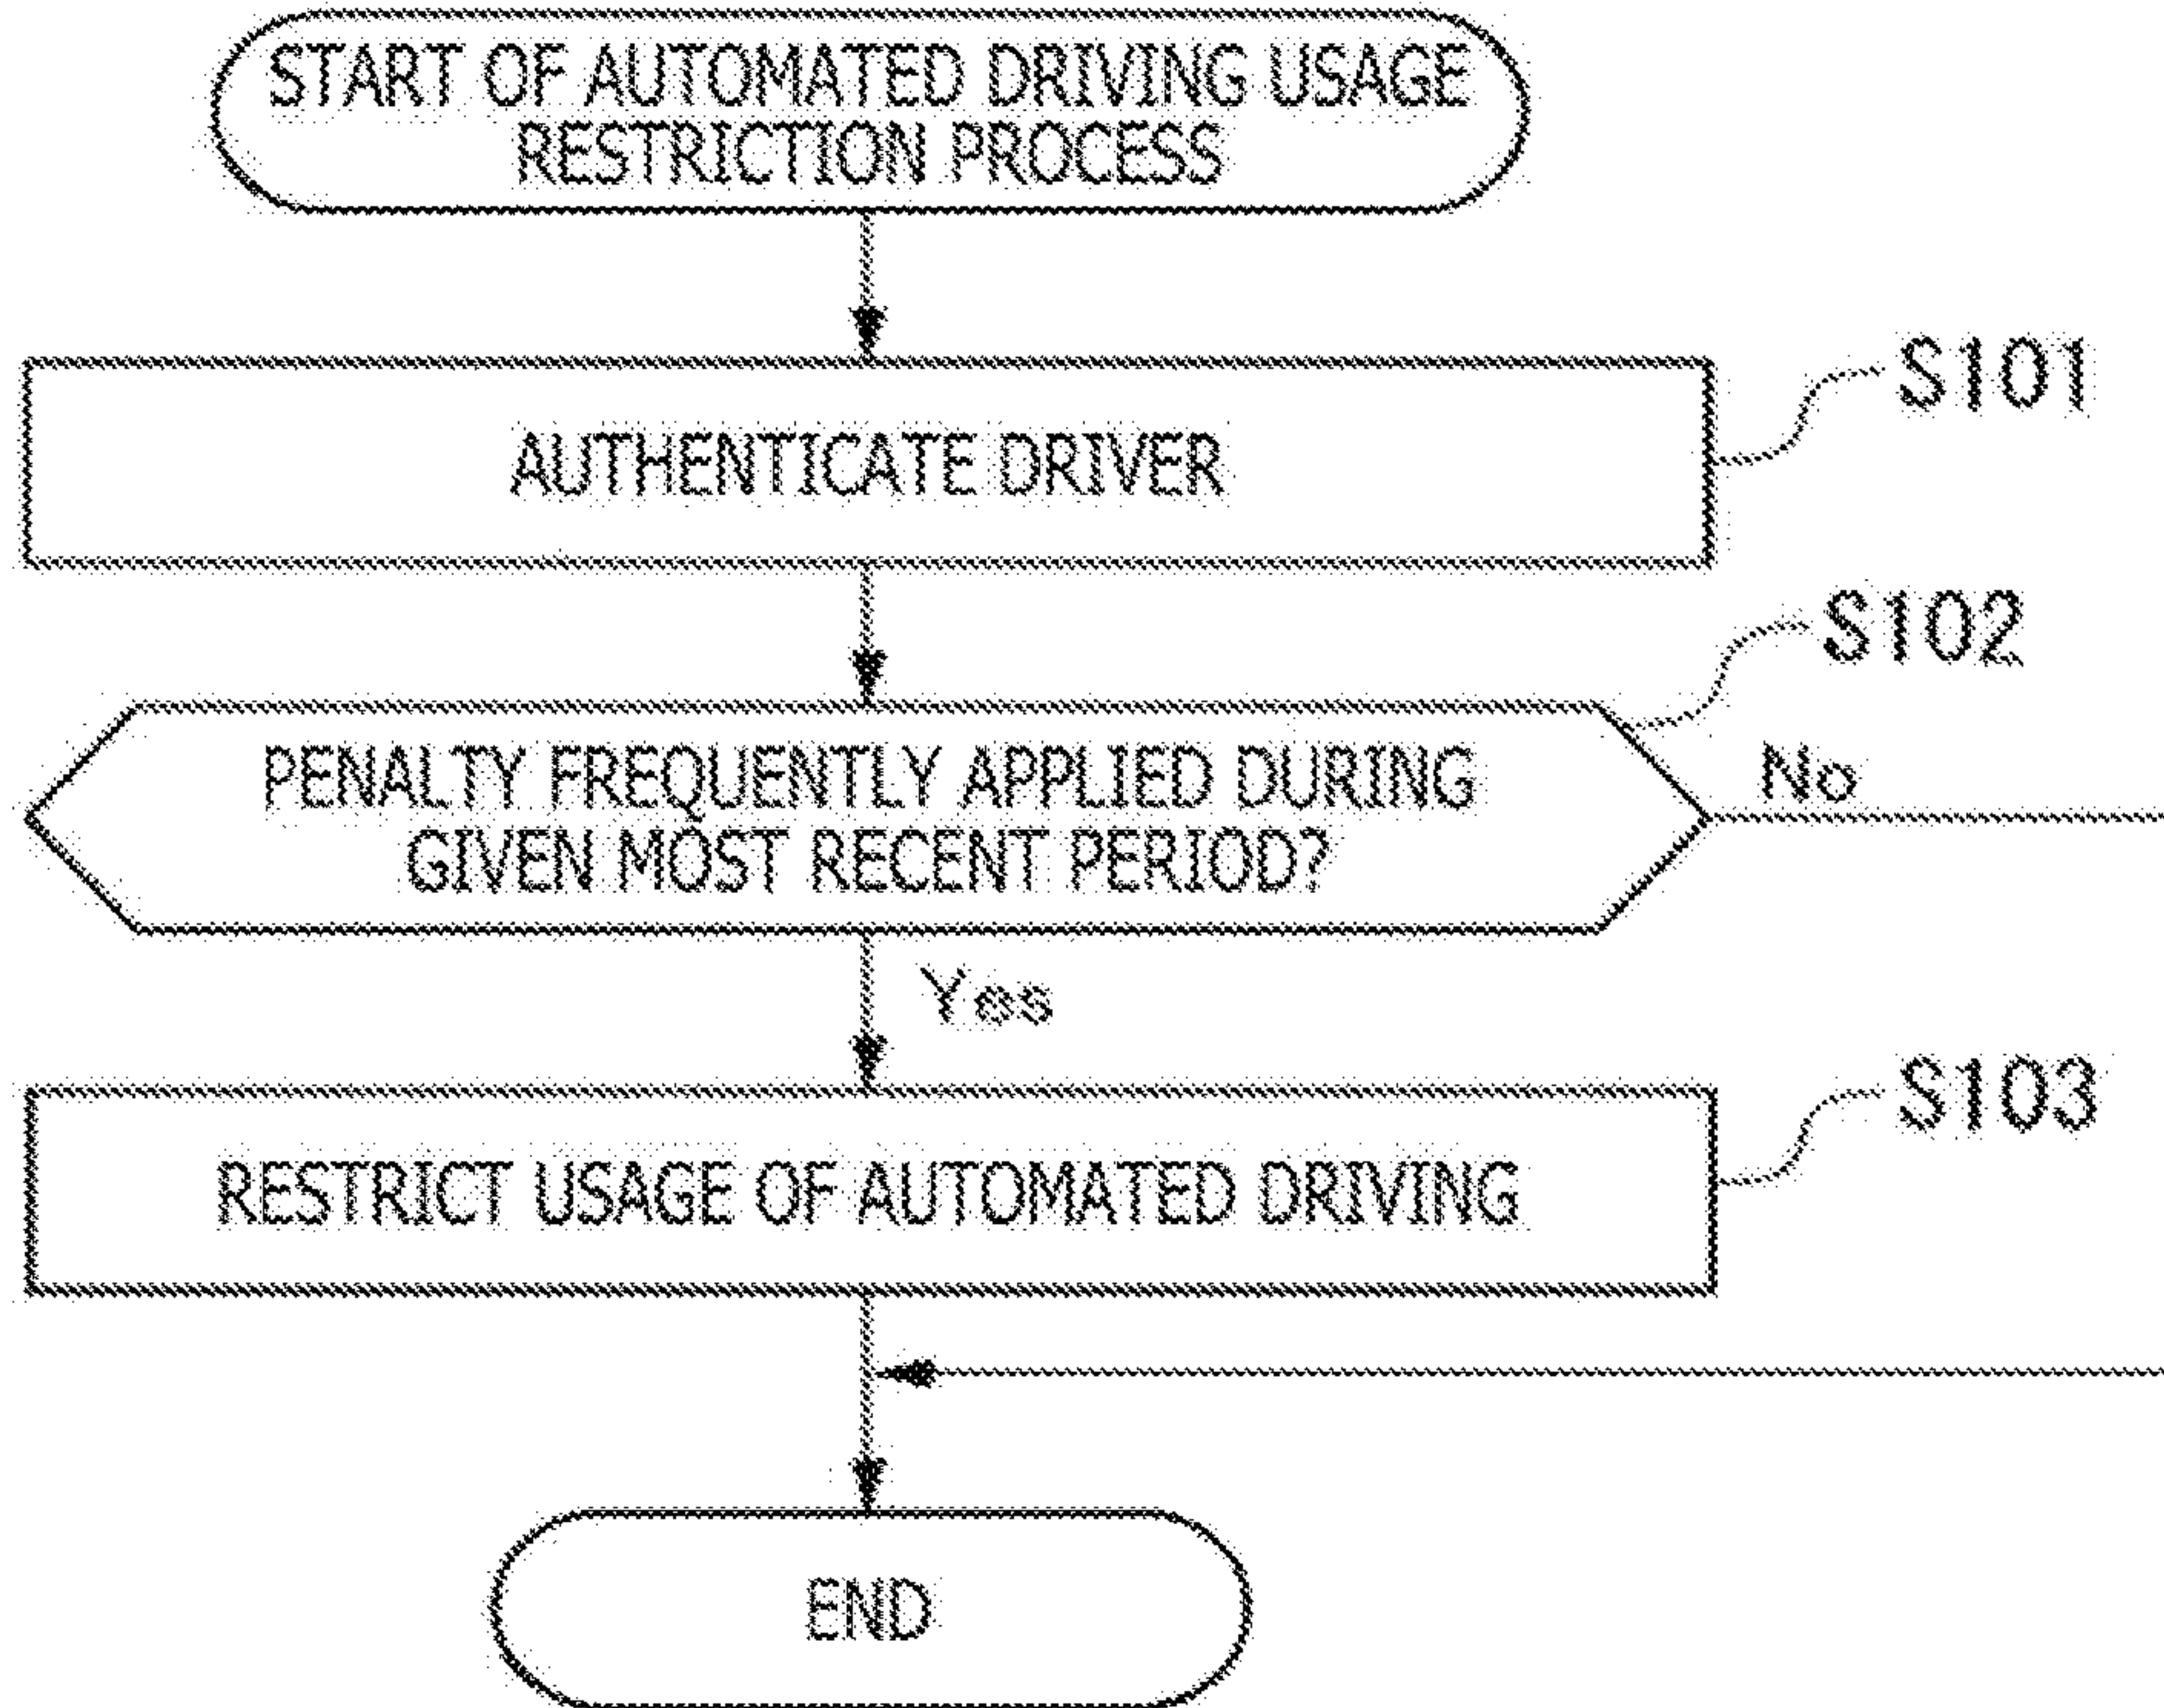 START OF AUTOMATED DRIVING USAGE
RESTRICTION PROCESS
S101
AUTHENTICATE DRIVER
S102
PENALTY FREQUENTLY APPLIED DURING
GIVEN MOST RECENT PERIOD?
No
Yes
S103
RESTRICT USAGE OF AUTOMATED DRIVING
END